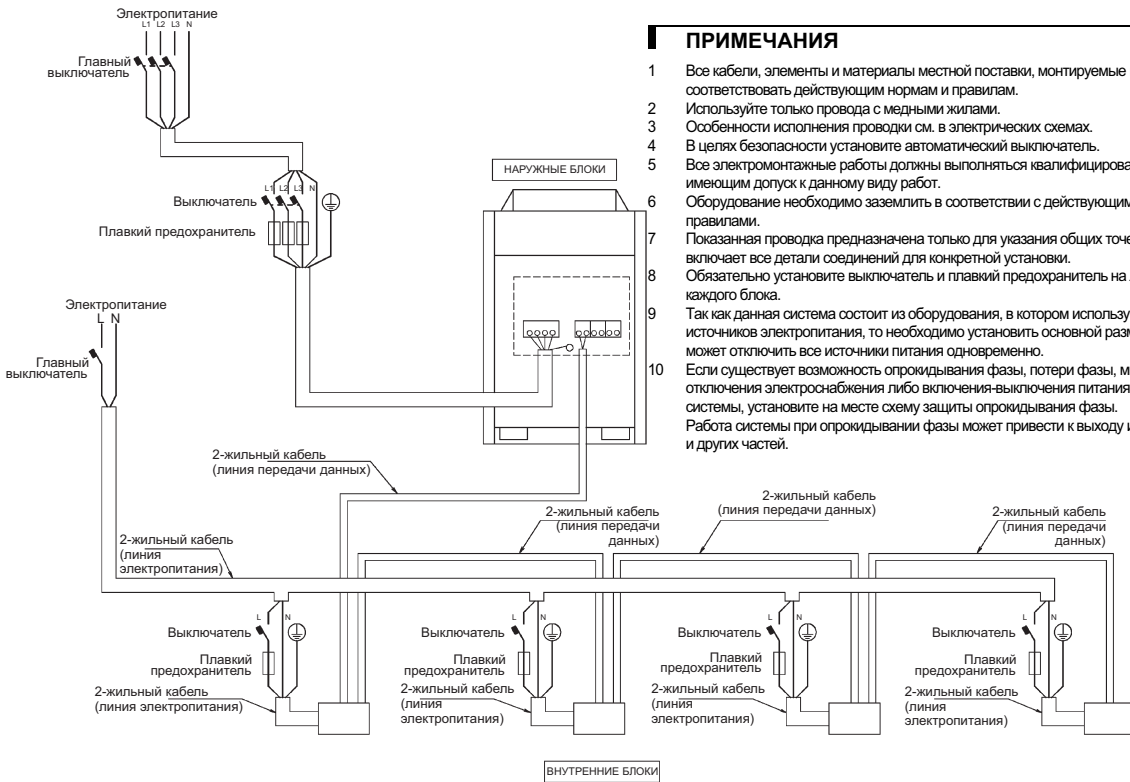 Электропитание
L1 L2 L3 N
Главный
выключатель
L1 L2 L3 N
Выключатель
Плавкий предохранитель
НАРУЖНЫЕ БЛОКИ
Электропитание
L N
Главный
выключатель
ПРИМЕЧАНИЯ
1 Все кабели, элементы и материалы местной поставки, монтируемые
соответствовать действующим нормам и правилам.
2 Используйте только провода с медными жилами.
3 Особенности исполнения проводки см. в электрических схемах.
4 В целях безопасности установите автоматический выключатель.
5 Все электромонтажные работы должны выполняться квалифицирова
имеющим допуск к данному виду работ.
6 Оборудование необходимо заземлить в соответствии с действующим
правилами.
7 Показанная проводка предназначена только для указания общих точе
включает все детали соединений для конкретной установки.
8 Обязательно установите выключатель и плавкий предохранитель на
каждого блока.
9 Так как данная система состоит из оборудования, в котором использу
источников электропитания, то необходимо установить основной разм
может отключить все источники питания одновременно.
10 Если существует возможность опрокидывания фазы, потери фазы, м
отключения электроснабжения либо включения-выключения питания
системы, установите на месте схему защиты опрокидывания фазы.
Работа системы при опрокидывании фазы может привести к выходу и
и других частей.
2-жильный кабель
(линия передачи данных)
2-жильный кабель
(линия передачи
данных)
2-жильный кабель
(линия передачи данных)
2-жильный кабель
(линия передачи
данных)
2-жильный кабель
(линия
электропитания)
L N
Выключатель
Плавкий
предохранитель
2-жильный кабель
(линия электропитания)
L N
Выключатель
Плавкий
предохранитель
2-жильный кабель
(линия
электропитания)
L N
Выключатель
Плавкий
предохранитель
2-жильный кабель
(линия
электропитания)
L N
Выключатель
Плавкий
предохранитель
2-жильный кабель
(линия
электропитания)
ВНУТРЕННИЕ БЛОКИ